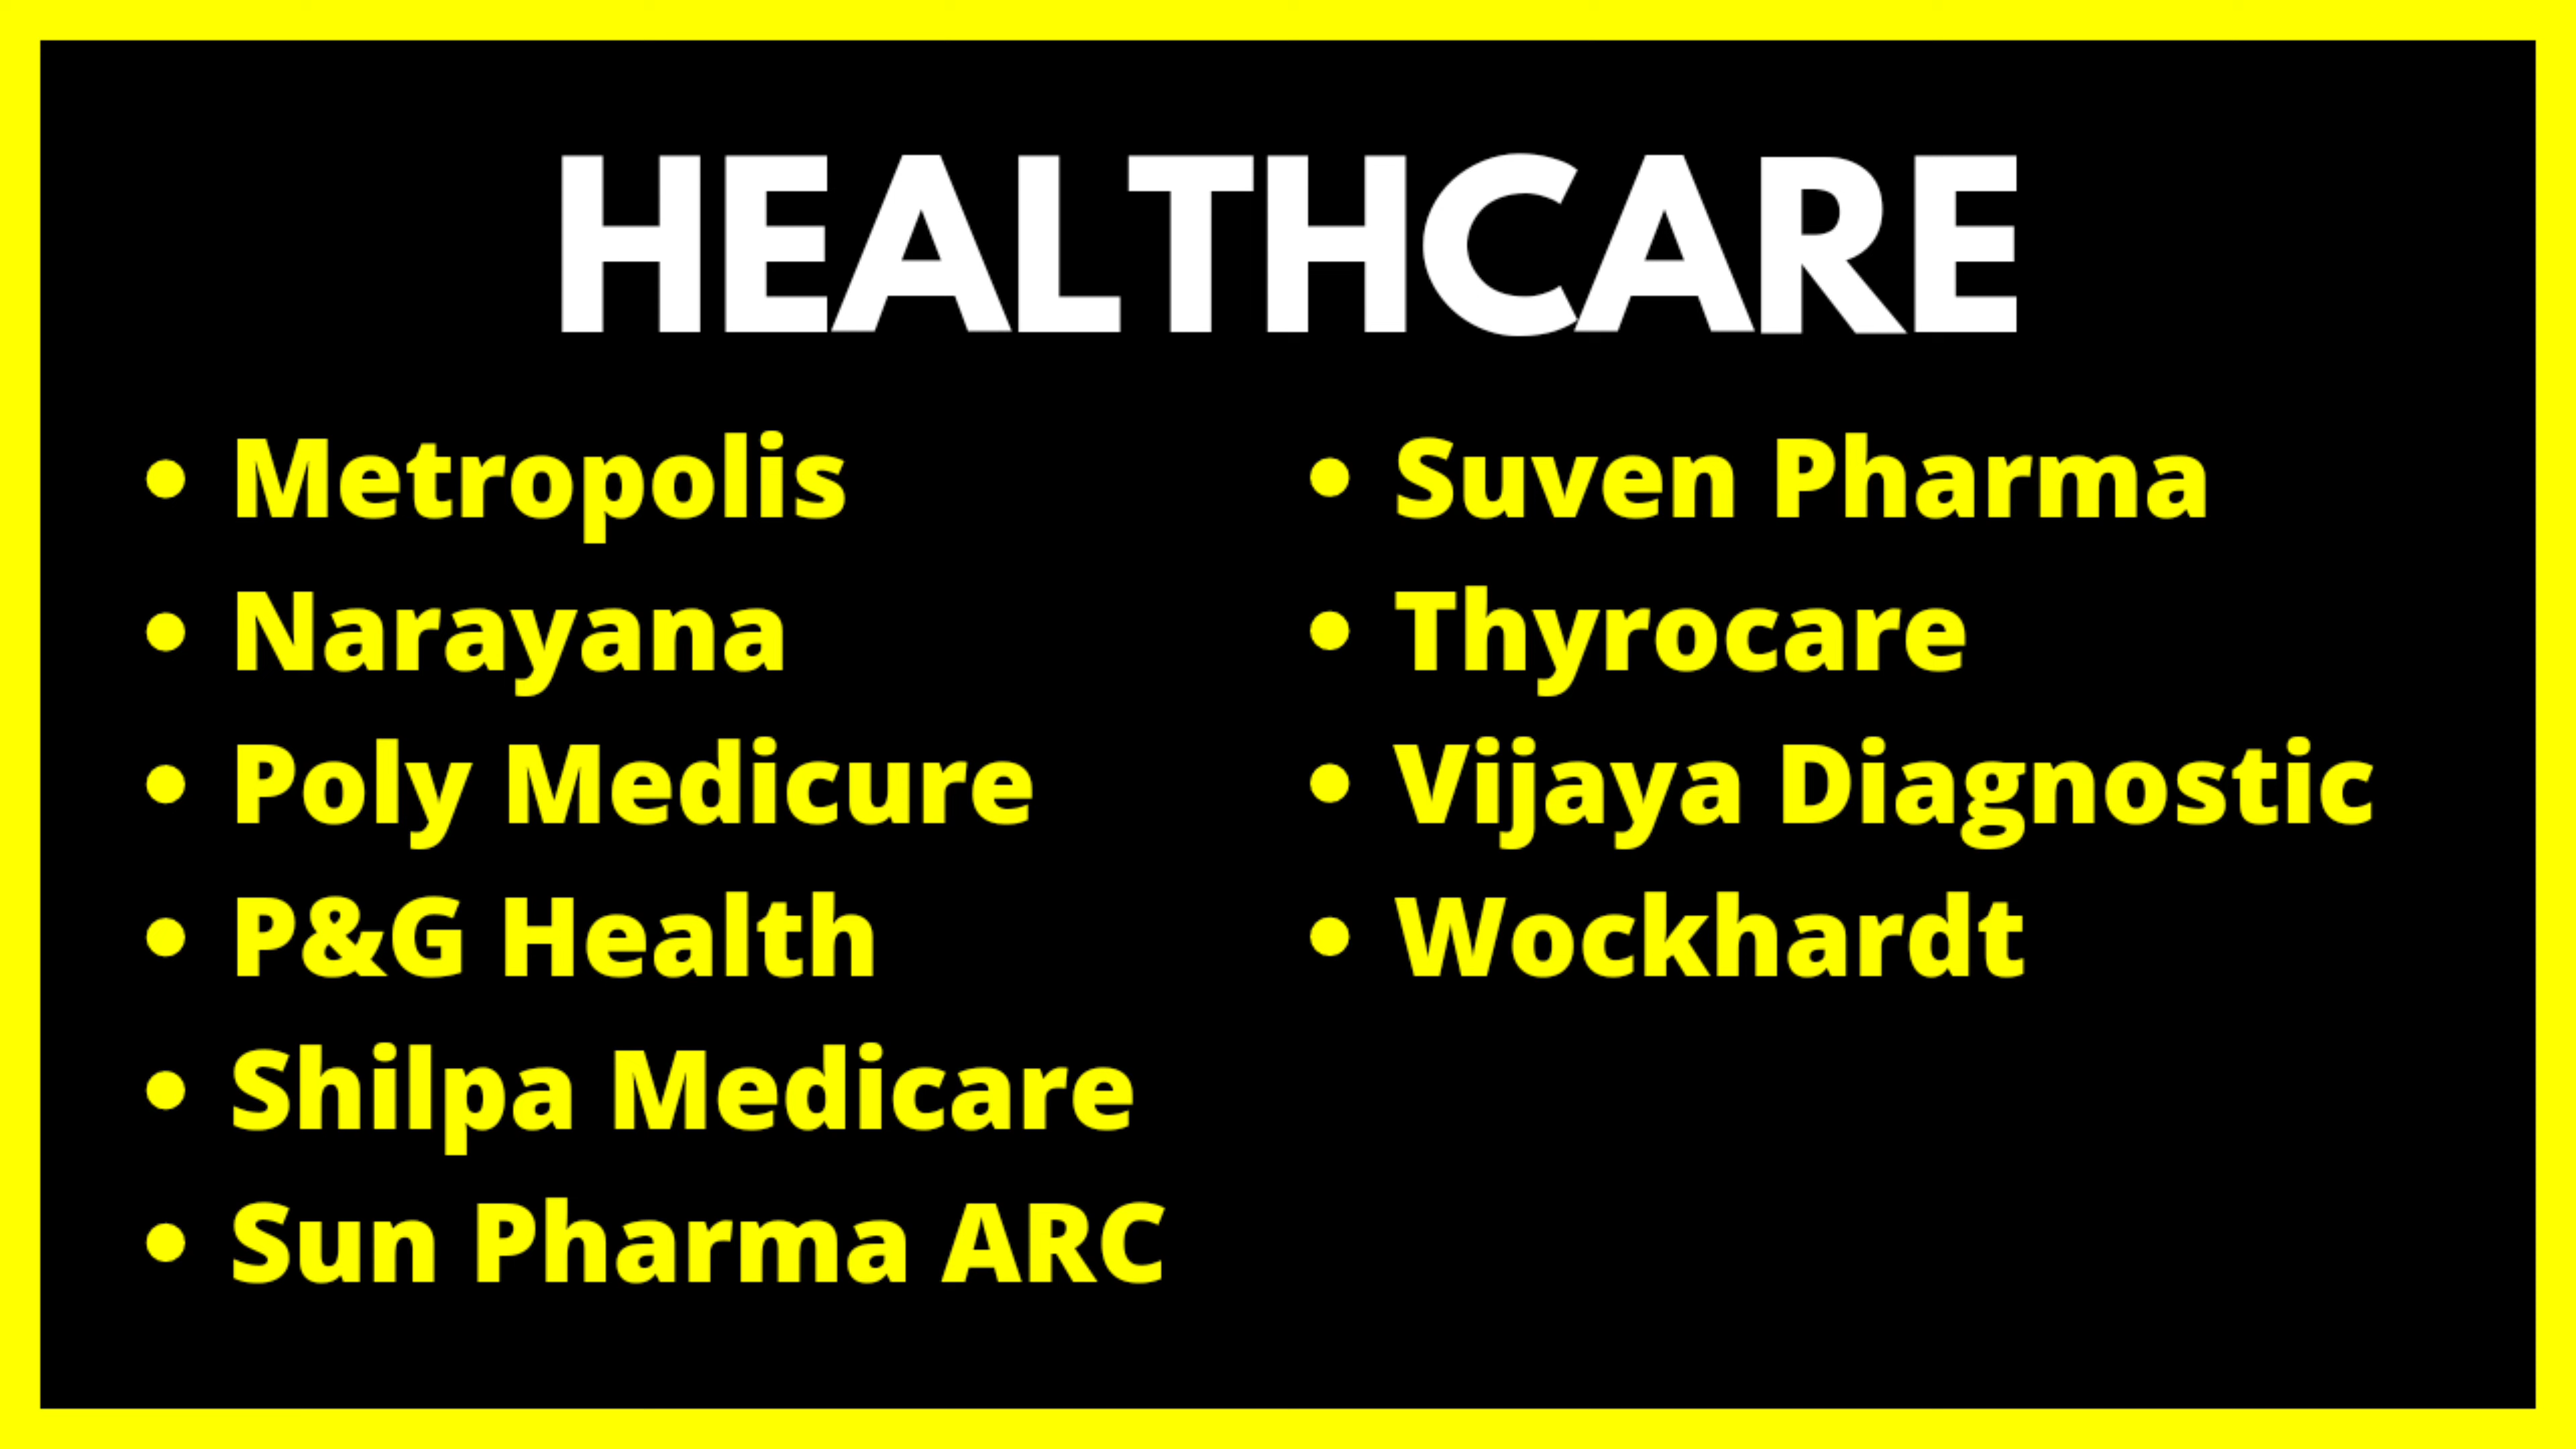 HEALTHCARE
• Metropolis
• Narayana
• Poly Medicure
• P&G Health
• Shilpa Medicare
• Sun Pharma ARC
• Suven Pharma
• Thyrocare
• Vijaya Diagnostic
• Wockhardt